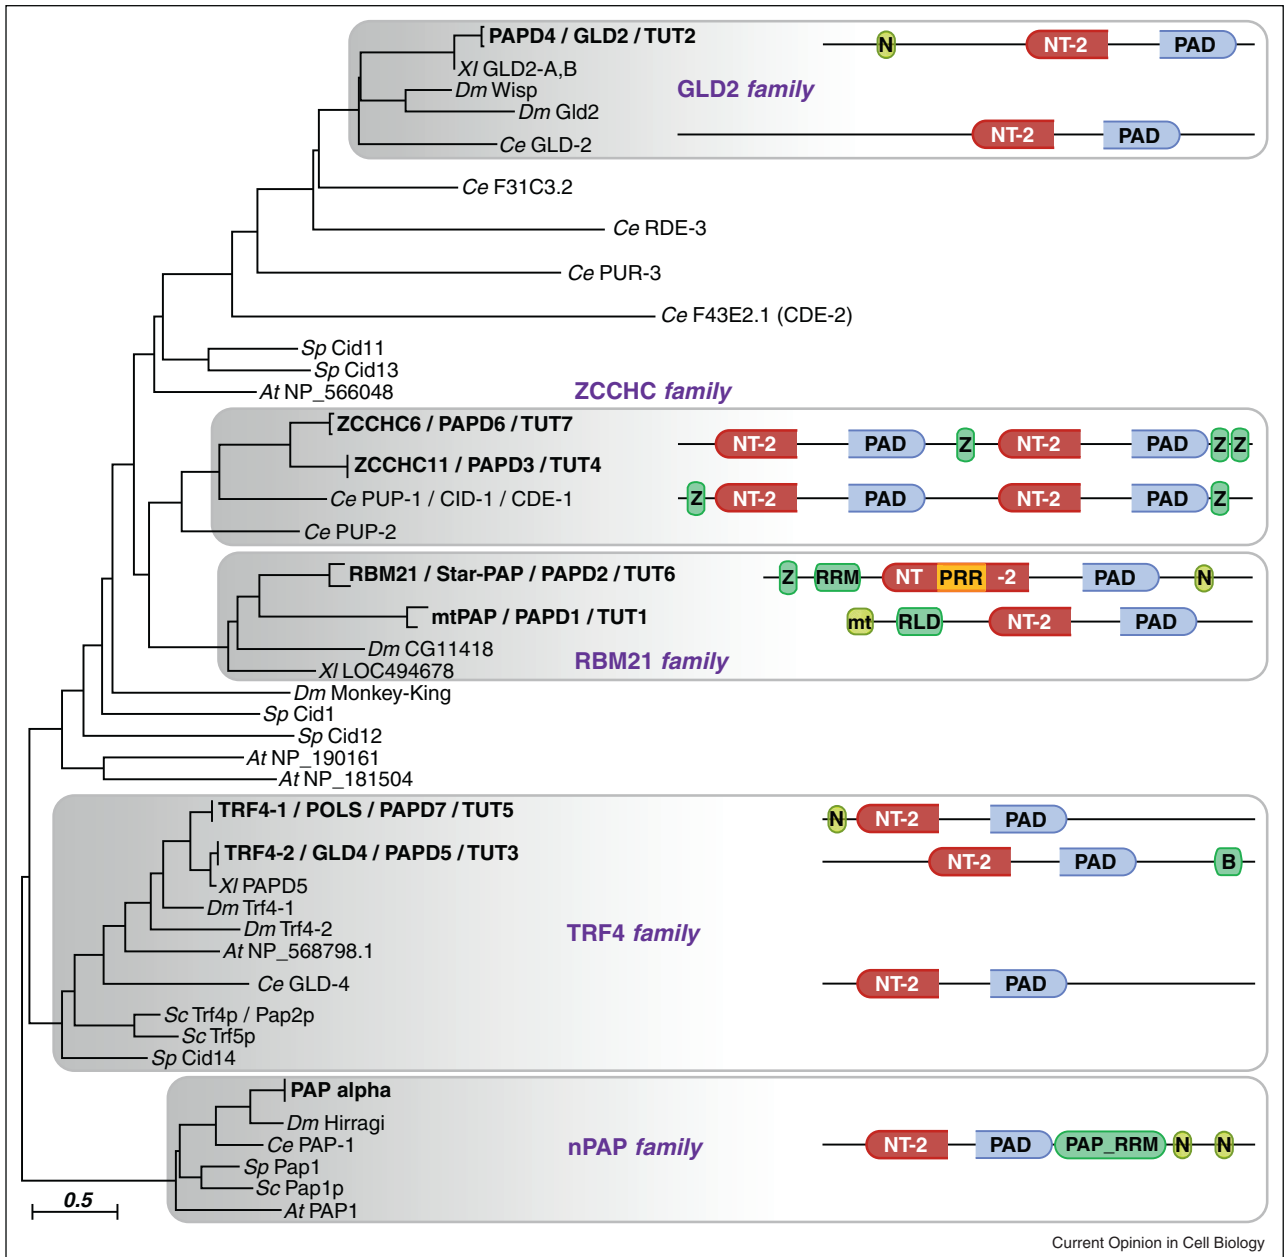 PAPD4 / GLD2 / TUT2
N NT-2 PAD
Xl GLD2-A,B
Dm Wisp
GLD2 family
Dm Gld2
NT-2 PAD
Ce GLD-2
Ce F31C3.2
Ce RDE-3
Ce PUR-3
Ce F43E2.1 (CDE-2)
Sp Cid11
Sp Cid13
At NP_566048
ZCCHC family
ZCCHC6 / PAPD6 / TUT7
NT-2 PAD Z NT-2 PAD Z Z
ZCCHC11 / PAPD3 / TUT4
Ce PUP-1 / CID-1 / CDE-1
Z NT-2 PAD NT-2 PAD Z
Ce PUP-2
RBM21 / Star-PAP / PAPD2 / TUT6
Z RRM NT PRR -2 PAD N
mtPAP / PAPD1 / TUT1
mt RLD NT-2 PAD
Dm CG11418
RBM21 family
Xl LOC494678
Dm Monkey-King
Sp Cid1
Sp Cid12
At NP_190161
At NP_181504
TRF4-1 / POLS / PAPD7 / TUT5
N NT-2 PAD
TRF4-2 / GLD4 / PAPD5 / TUT3
NT-2 PAD B
Xl PAPD5
Dm Trf4-1
Dm Trf4-2
TRF4 family
At NP_568798.1
Ce GLD-4
NT-2 PAD
Sc Trf4p / Pap2p
Sc Trf5p
Sp Cid14
PAP alpha
Dm Hirragi
Ce PAP-1
nPAP family
NT-2 PAD PAP_RRM N N
Sp Pap1
Sc Pap1p
At PAP1
0.5
Current Opinion in Cell Biology